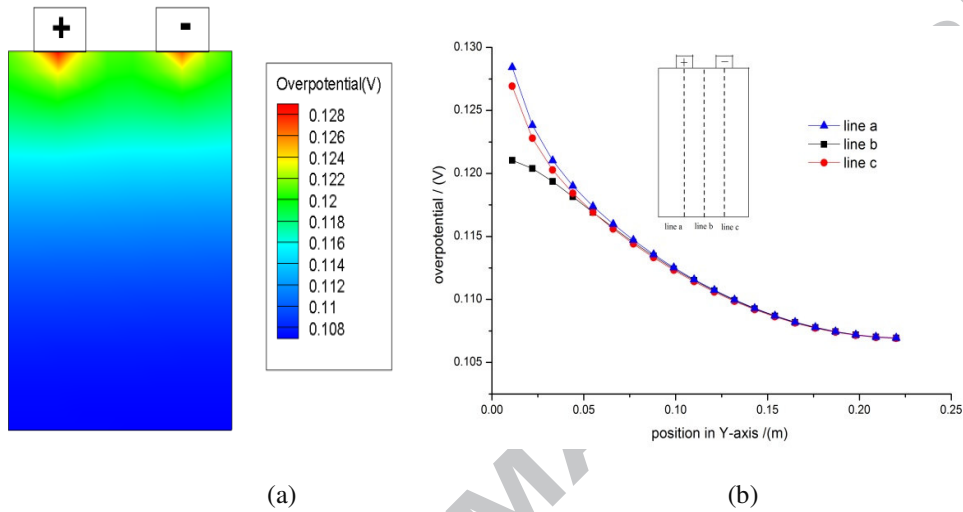 +
-
Overpotential(V)
0.128
0.126
0.124
0.122
0.12
0.118
0.116
0.114
0.112
0.11
0.108
(a)
0.130
0.125
0.120
0.115
0.110
0.105
overpotential / (V)
0.00
0.05
0.10
0.15
0.20
0.25
position in Y-axis /(m)
+
−
line a
line b
line c
line a
line b
line c
(b)